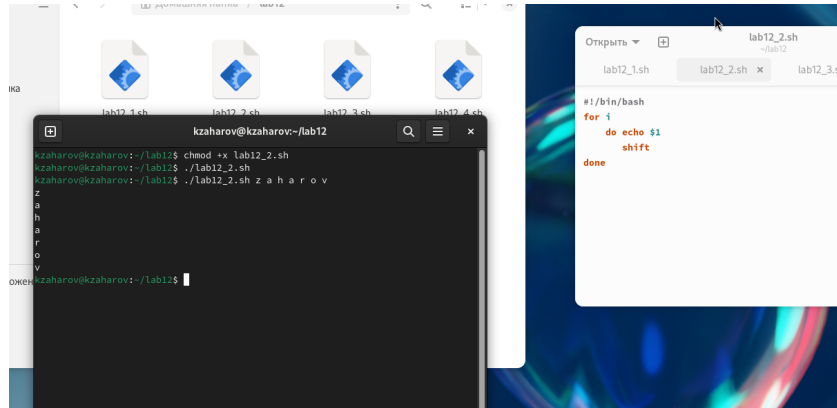 Домашняя папка / lab12
ика
lab12_1.sh
lab12_2.sh
lab12_3.sh
lab12_4.sh
ожен
kzaharov@kzaharov:~/lab12
kzaharov@kzaharov:~/lab12$ chmod +x lab12_2.sh
kzaharov@kzaharov:~/lab12$ ./lab12_2.sh
kzaharov@kzaharov:~/lab12$ ./lab12_2.sh z a h a r o v
z
a
h
a
r
o
v
kzaharov@kzaharov:~/lab12$
Открыть
lab12_2.sh
~/lab12
lab12_1.sh
lab12_2.sh
lab12_3.s
#!/bin/bash
for i
do echo $1
shift
done